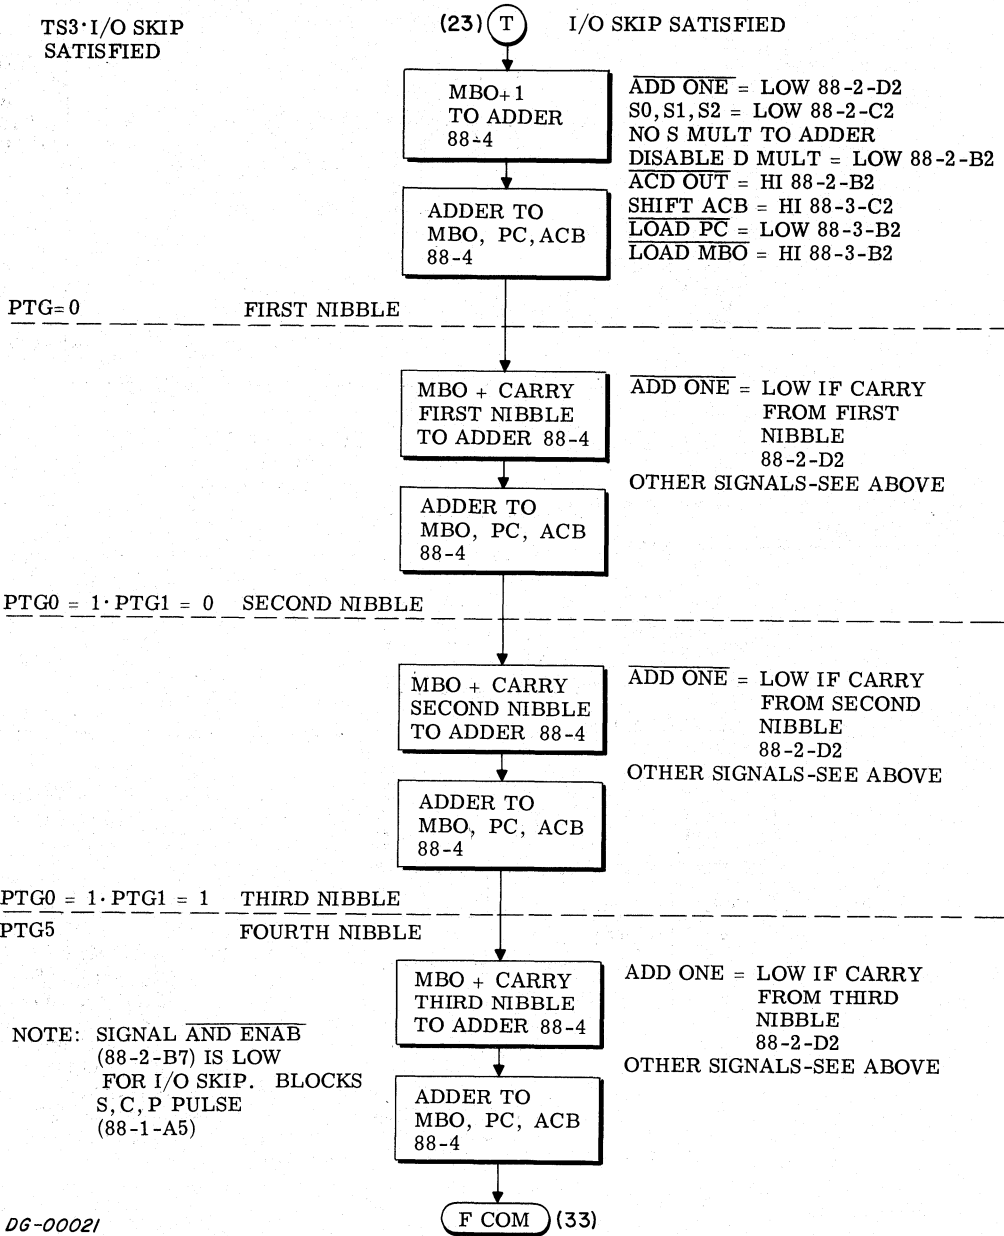 TS3·I/O SKIP
SATISFIED
(23) T I/O SKIP SATISFIED
MBO+1
TO ADDER
88-4
ADD ONE = LOW 88-2-D2
S0, S1, S2 = LOW 88-2-C2
NO S MULT TO ADDER
DISABLE D MULT = LOW 88-2-B2
ACD OUT = HI 88-2-B2
SHIFT ACB = HI 88-3-C2
LOAD PC = LOW 88-3-B2
LOAD MBO = HI 88-3-B2
ADDER TO
MBO, PC, ACB
88-4
PTG=0 FIRST NIBBLE
MBO + CARRY
FIRST NIBBLE
TO ADDER 88-4
ADD ONE = LOW IF CARRY
FROM FIRST
NIBBLE
88-2-D2
OTHER SIGNALS-SEE ABOVE
ADDER TO
MBO, PC, ACB
88-4
PTG0 = 1·PTG1 = 0 SECOND NIBBLE
MBO + CARRY
SECOND NIBBLE
TO ADDER 88-4
ADD ONE = LOW IF CARRY
FROM SECOND
NIBBLE
88-2-D2
OTHER SIGNALS-SEE ABOVE
ADDER TO
MBO, PC, ACB
88-4
PTG0 = 1·PTG1 = 1 THIRD NIBBLE
PTG5 FOURTH NIBBLE
MBO + CARRY
THIRD NIBBLE
TO ADDER 88-4
ADD ONE = LOW IF CARRY
FROM THIRD
NIBBLE
88-2-D2
OTHER SIGNALS-SEE ABOVE
NOTE: SIGNAL AND ENAB
(88-2-B7) IS LOW
FOR I/O SKIP. BLOCKS
S, C, P PULSE
(88-1-A5)
ADDER TO
MBO, PC, ACB
88-4
F COM (33)
DG-00021